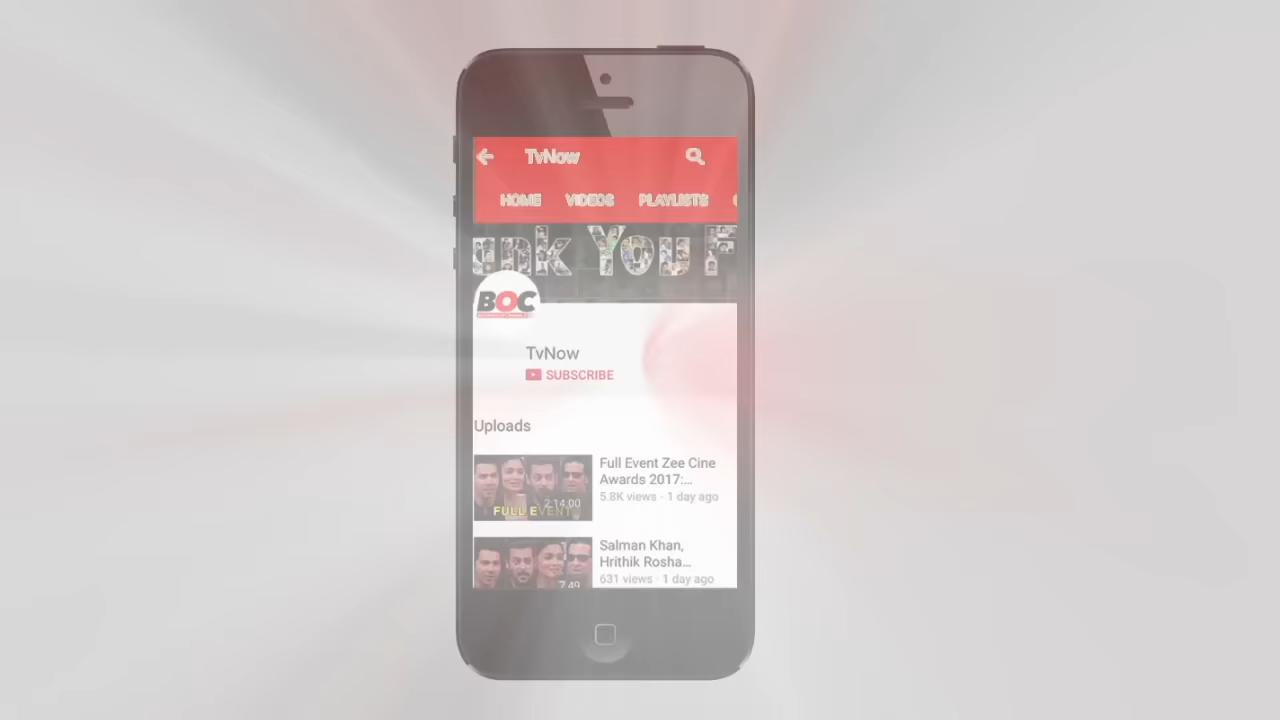 TvNow
HOME VIDEOS PLAYLISTS
unk You F
BOC
TvNow
SUBSCRIBE
Uploads
Full Event Zee Cine
Awards 2017:...
5.8K views · 1 day ago
2:14:00
FULL EVENT
Salman Khan,
Hrithik Rosha...
631 views · 1 day ago
7:49